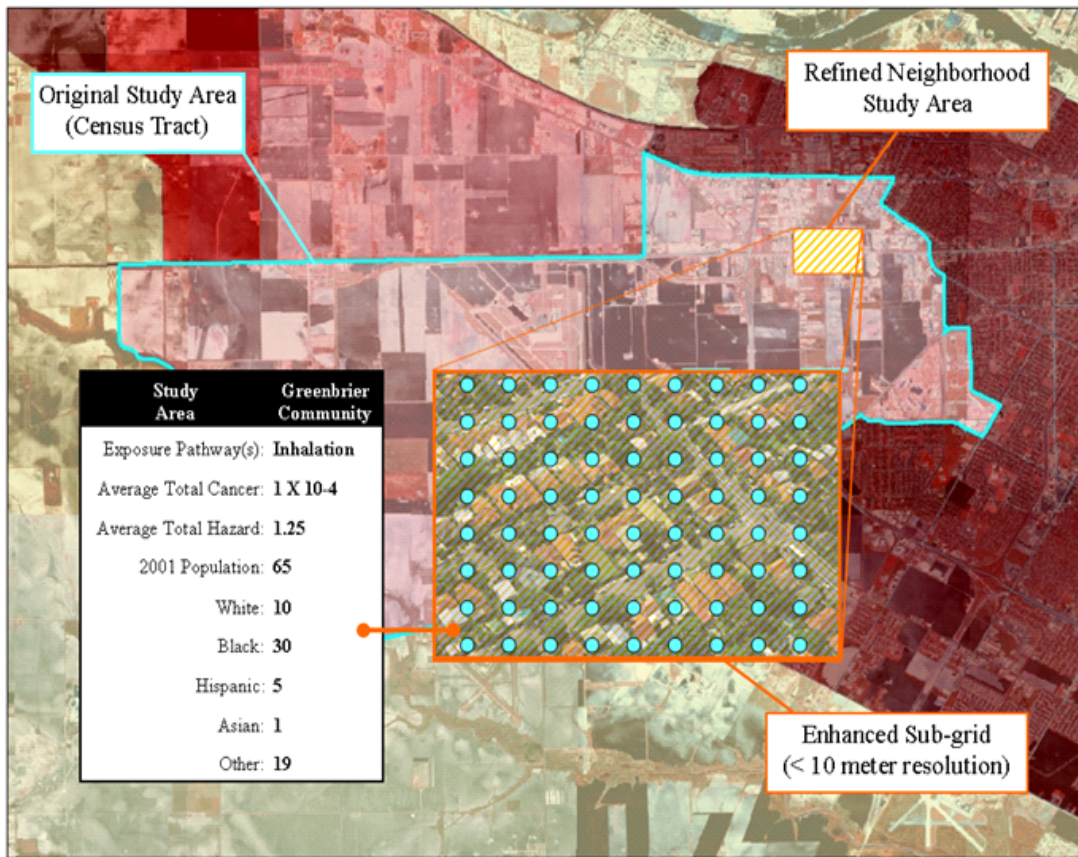 Original Study Area
(Census Tract)
Refined Neighborhood
Study Area
Study Area
Greenbrier Community
Exposure Pathway(s): Inhalation
Average Total Cancer: 1 X 10-4
Average Total Hazard: 1.25
2001 Population: 65
White: 10
Black: 30
Hispanic: 5
Asian: 1
Other: 19
Enhanced Sub-grid
(< 10 meter resolution)